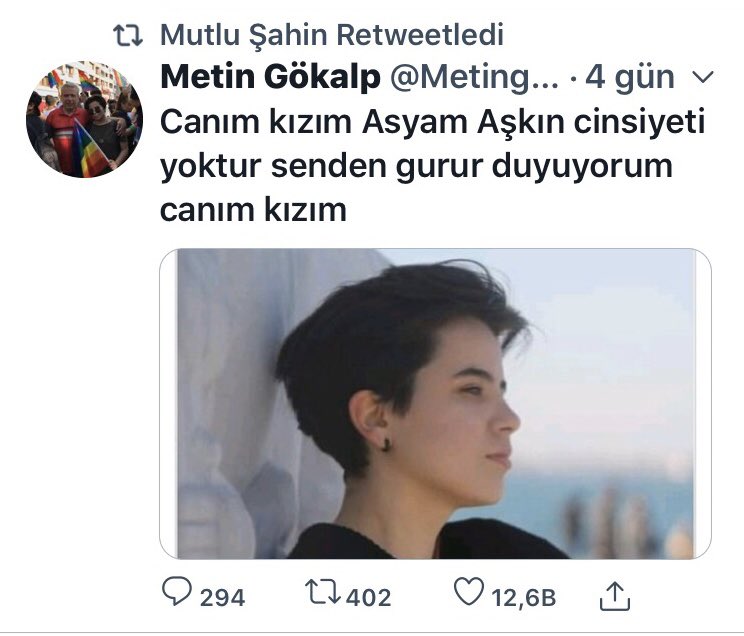 Mutlu Şahin Retweetledi
Metin Gökalp @Meting... · 4 gün
Canım kızım Asyam Aşkın cinsiyeti
yoktur senden gurur duyuyorum
canım kızım
294 402 12,6B